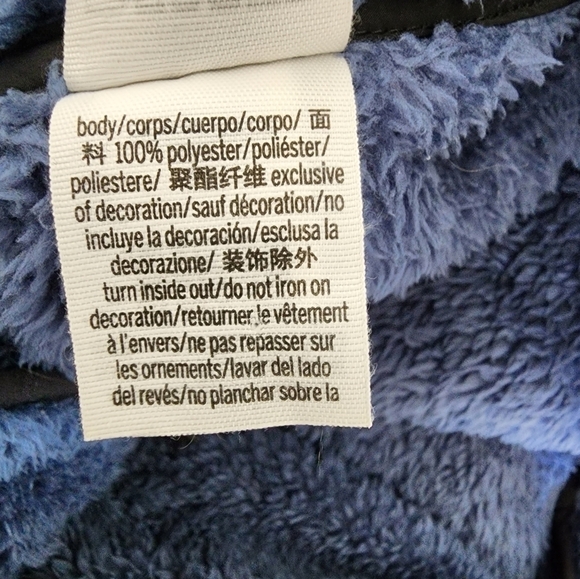 body/corps/cuerpo/corpo/ 面
料 100% polyester/poliéster/
poliestere/ 聚酯纤维 exclusive
of decoration/sauf décoration/no
incluye la decoración/esclusa la
decorazione/ 装饰除外
turn inside out/do not iron on
decoration/retourner le vêtement
à l'envers/ne pas repasser sur
les ornements/lavar del lado
del revés/no planchar sobre la